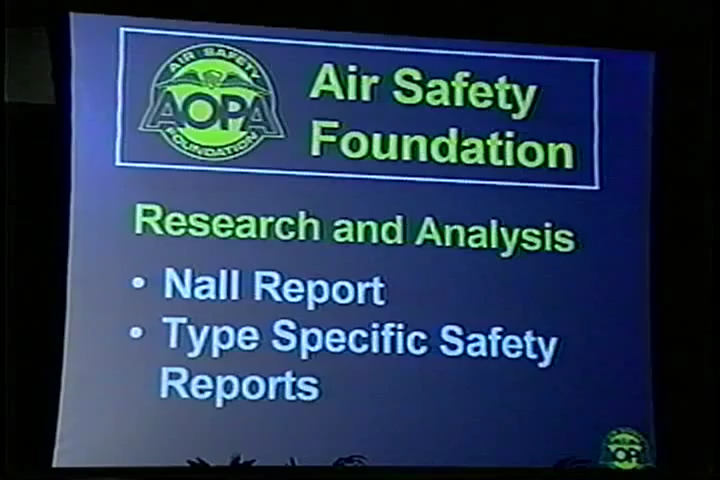 AIR SAFETY
AOPA
FOUNDATION
Air Safety
Foundation
Research and Analysis
• Nall Report
• Type Specific Safety
Reports
AOPA